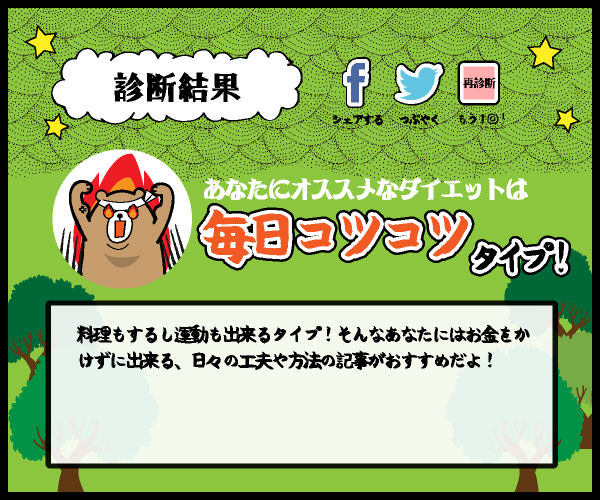 診断結果
再診断
シェアする
つぶやく
もう1回!
あなたにオススメなダイエットは
毎日コツコツ
タイプ!
料理もするし運動も出来るタイプ!そんなあなたにはお金をか
けずに出来る、日々の工夫や方法の記事がおすすめだよ!